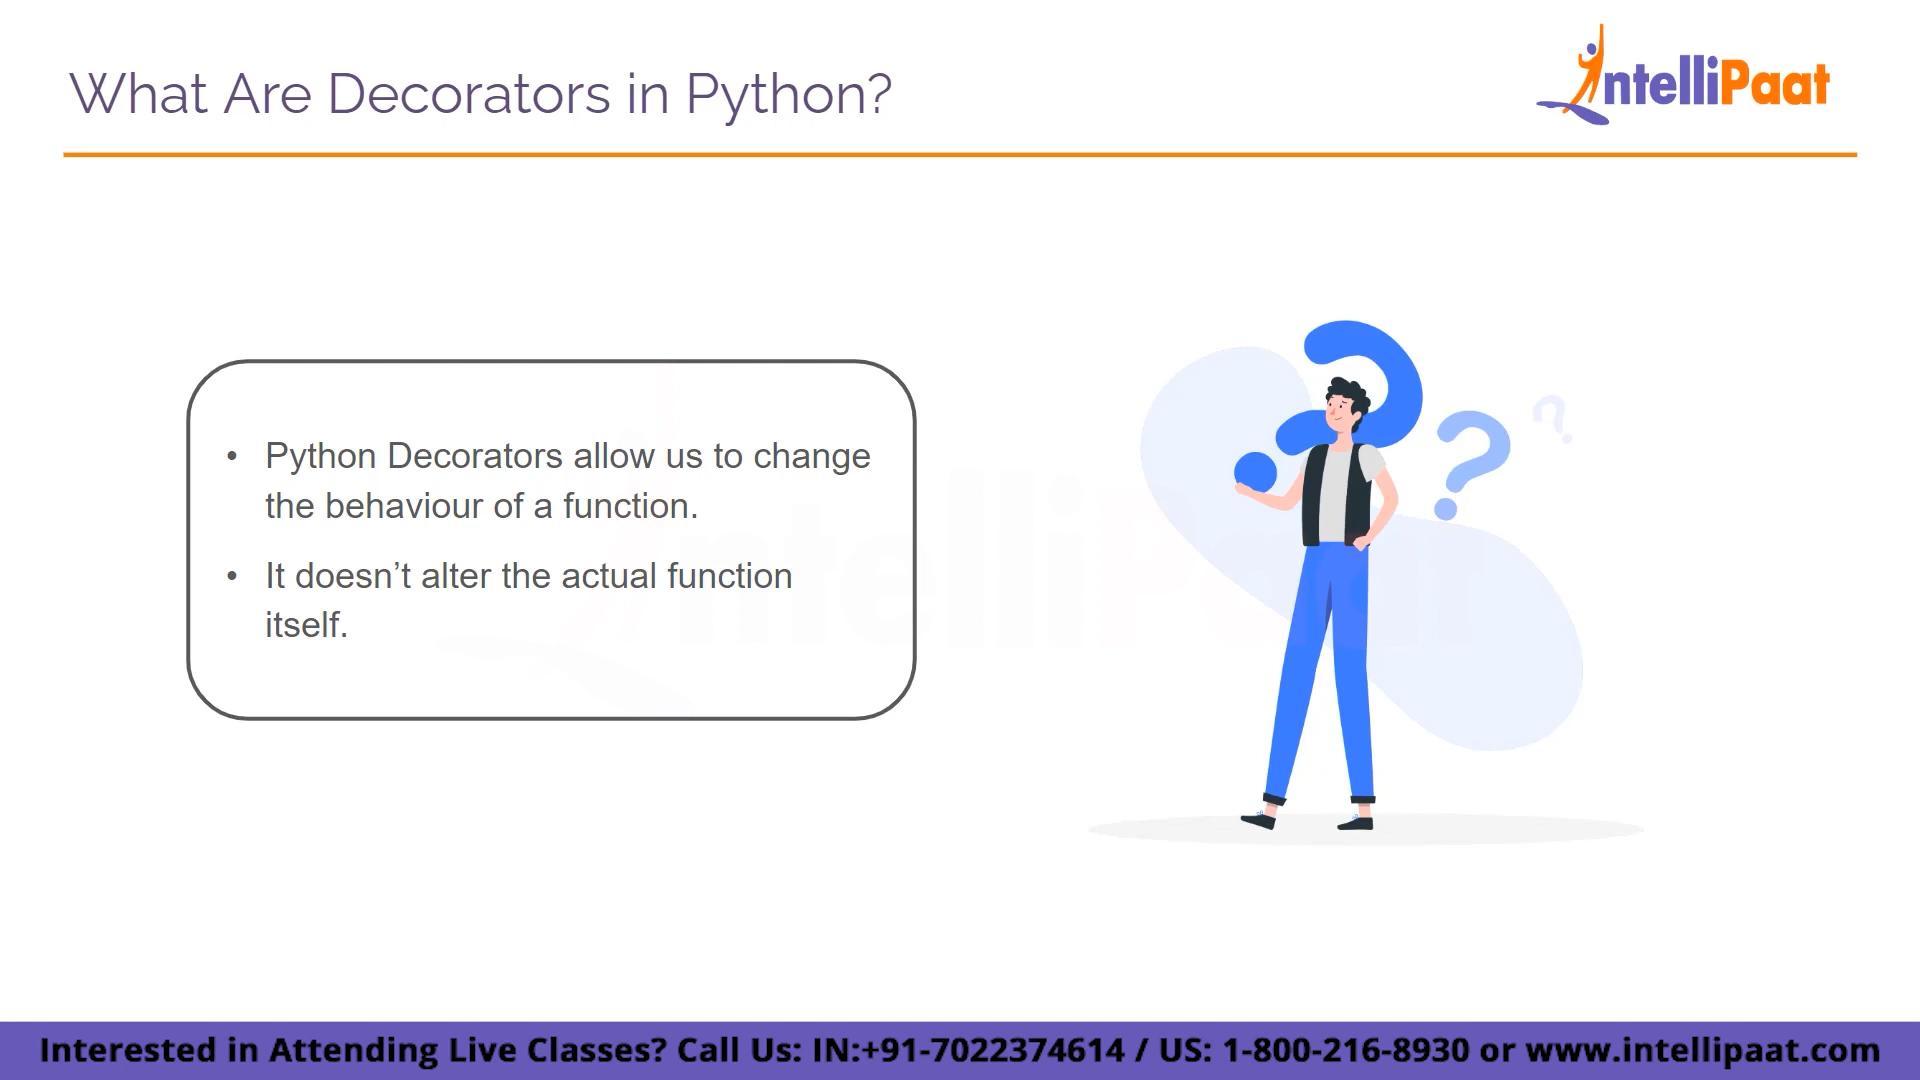 What Are Decorators in Python?
IntelliPaat
• Python Decorators allow us to change
the behaviour of a function.
• It doesn’t alter the actual function
itself.
IntelliPaat
Interested in Attending Live Classes? Call Us: IN:+91-7022374614 / US: 1-800-216-8930 or www.intellipaat.com